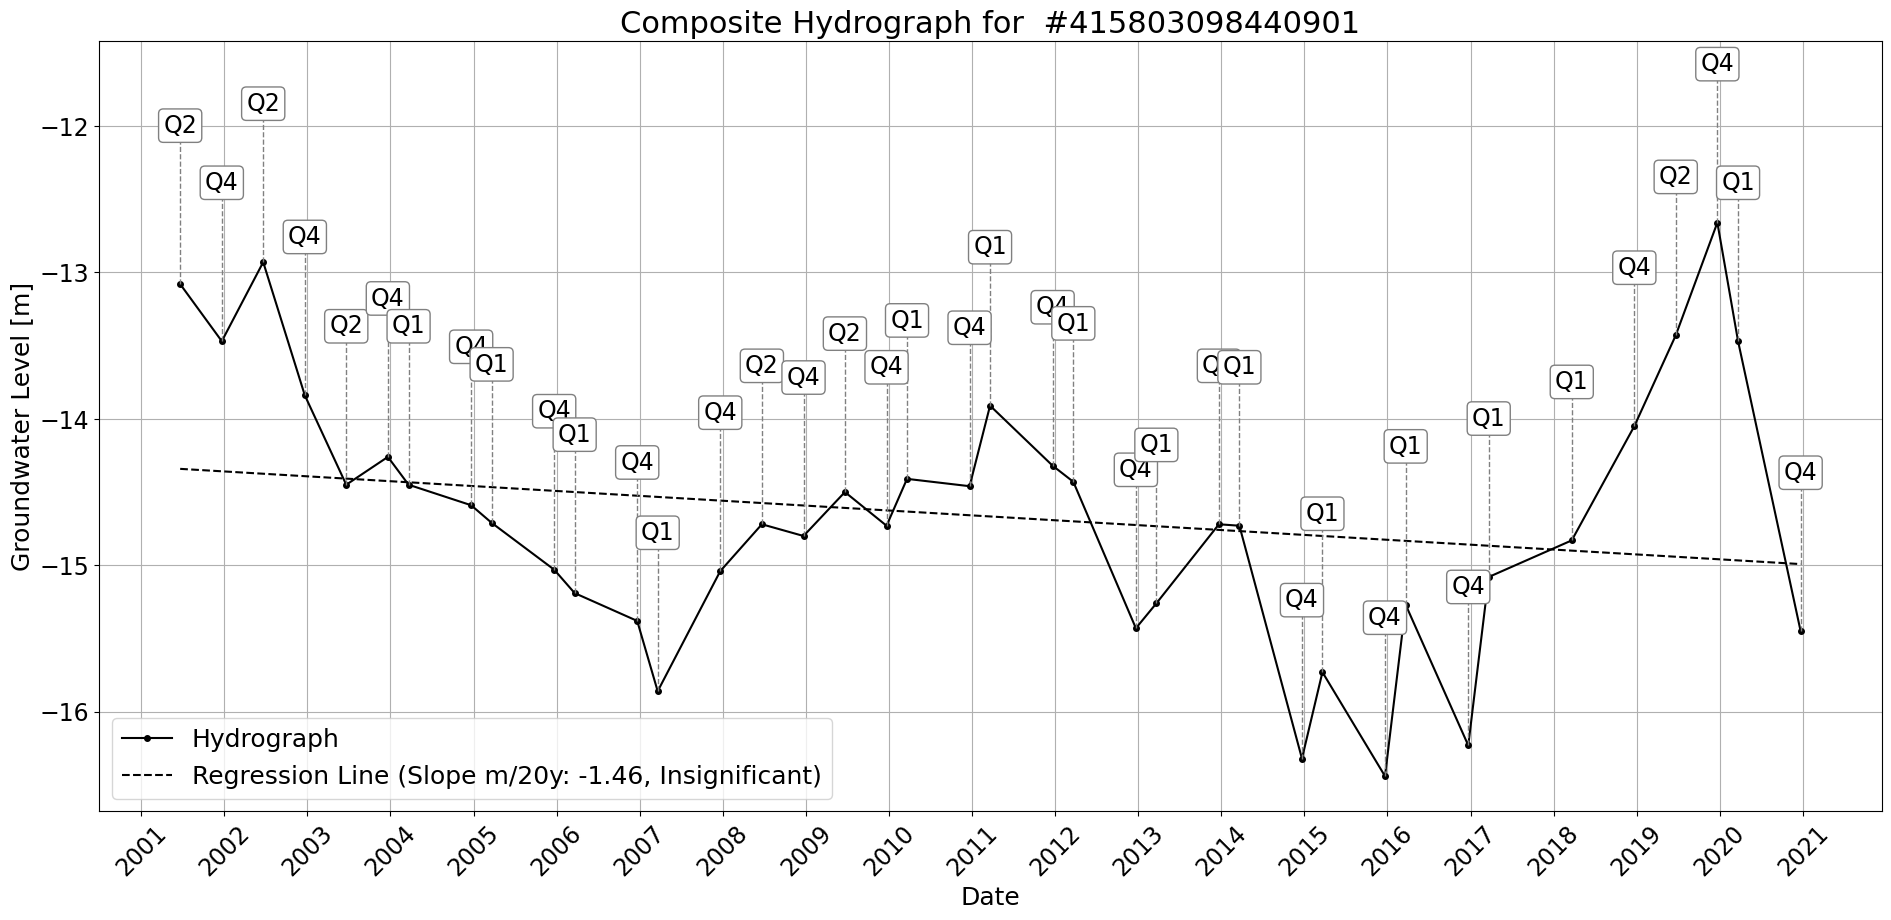 Composite Hydrograph for #415803098440901
Groundwater Level [m]
−12
−13
−14
−15
−16
Q2
Q4
Q2
Q4
Q2
Q4
Q1
Q4
Q1
Q4
Q1
Q4
Q1
Q4
Q2
Q4
Q2
Q4
Q1
Q4
Q1
Q4
Q1
Q4
Q1
Q1
Q4
Q1
Q4
Q1
Q4
Q1
Q1
Q4
Q2
Q4
Q1
Q4
Hydrograph
Regression Line (Slope m/20y: -1.46, Insignificant)
2001
2002
2003
2004
2005
2006
2007
2008
2009
2010
2011
2012
2013
2014
2015
2016
2017
2018
2019
2020
2021
Date